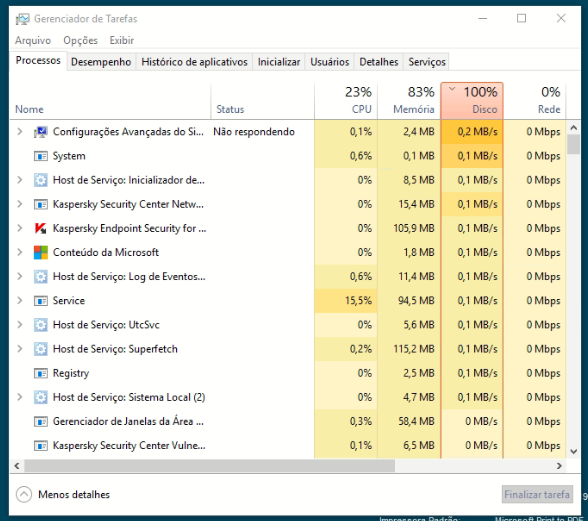 Gerenciador de Tarefas
Arquivo Opções Exibir
Processos Desempenho Histórico de aplicativos Inicializar Usuários Detalhes Serviços
23% 83% 100% 0%
Nome Status CPU Memória Disco Rede
Configurações Avançadas do Si... Não respondendo 0,1% 2,4 MB 0,2 MB/s 0 Mbps
System 0,6% 0,1 MB 0,1 MB/s 0 Mbps
Host de Serviço: Inicializador de... 0% 8,5 MB 0,1 MB/s 0 Mbps
Kaspersky Security Center Netw... 0% 15,4 MB 0,1 MB/s 0 Mbps
Kaspersky Endpoint Security for ... 0% 105,9 MB 0,1 MB/s 0 Mbps
Conteúdo da Microsoft 0% 1,8 MB 0,1 MB/s 0 Mbps
Host de Serviço: Log de Eventos... 0,6% 11,4 MB 0,1 MB/s 0 Mbps
Service 15,5% 94,5 MB 0,1 MB/s 0 Mbps
Host de Serviço: UtcSvc 0% 5,6 MB 0,1 MB/s 0 Mbps
Host de Serviço: Superfetch 0,2% 115,2 MB 0,1 MB/s 0 Mbps
Registry 0% 2,5 MB 0,1 MB/s 0 Mbps
Host de Serviço: Sistema Local (2) 0% 4,7 MB 0,1 MB/s 0 Mbps
Gerenciador de Janelas da Área ... 0,3% 58,4 MB 0 MB/s 0 Mbps
Kaspersky Security Center Vulne... 0,1% 6,5 MB 0 MB/s 0 Mbps
Menos detalhes Finalizar tarefa
9
Impressora Padrão: Microsoft Print to PDF